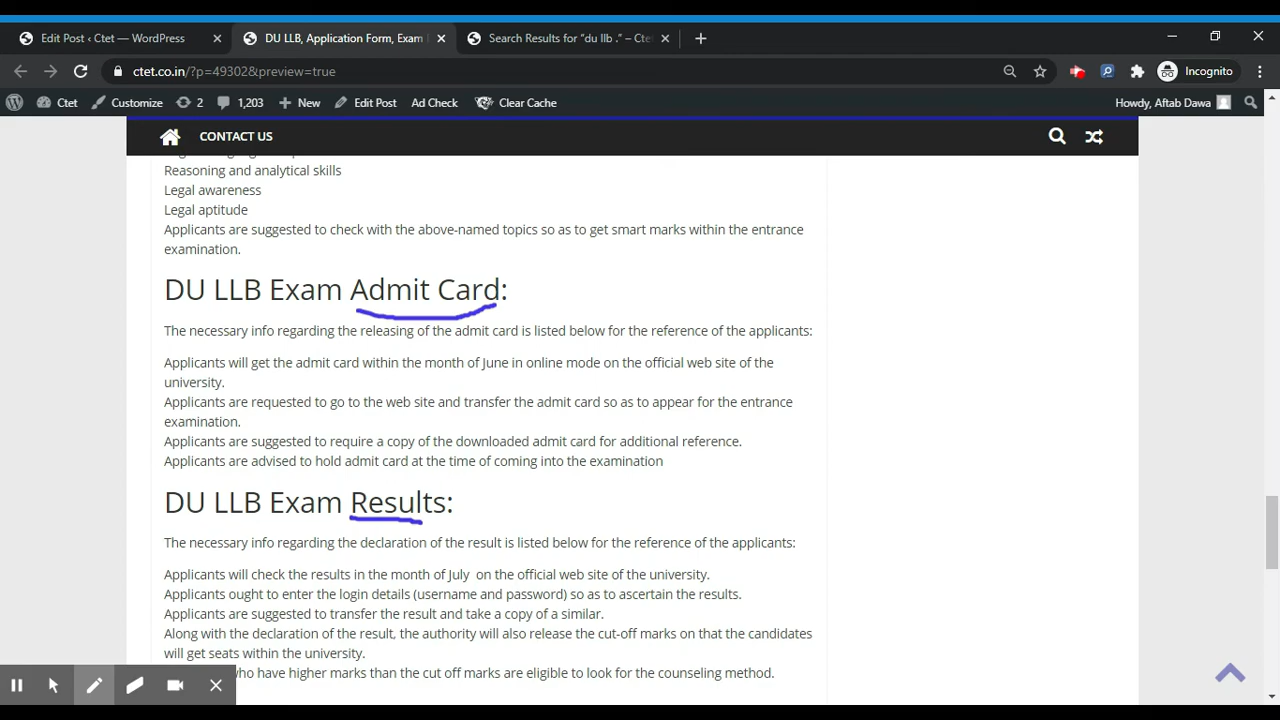 Edit Post ‹ Ctet — WordPress
DU LLB, Application Form, Exam
Search Results for “du llb .” – Cte
ctet.co.in/?p=49302&preview=true
Incognito
Ctet
Customize
2
1,203
New
Edit Post
Ad Check
Clear Cache
Howdy, Aftab Dawa
CONTACT US
Reasoning and analytical skills
Legal awareness
Legal aptitude
Applicants are suggested to check with the above-named topics so as to get smart marks within the entrance
examination.
DU LLB Exam Admit Card:
The necessary info regarding the releasing of the admit card is listed below for the reference of the applicants:
Applicants will get the admit card within the month of June in online mode on the official web site of the
university.
Applicants are requested to go to the web site and transfer the admit card so as to appear for the entrance
examination.
Applicants are suggested to require a copy of the downloaded admit card for additional reference.
Applicants are advised to hold admit card at the time of coming into the examination
DU LLB Exam Results:
The necessary info regarding the declaration of the result is listed below for the reference of the applicants:
Applicants will check the results in the month of July on the official web site of the university.
Applicants ought to enter the login details (username and password) so as to ascertain the results.
Applicants are suggested to transfer the result and take a copy of a similar.
Along with the declaration of the result, the authority will also release the cut-off marks on that the candidates
will get seats within the university.
who have higher marks than the cut off marks are eligible to look for the counseling method.